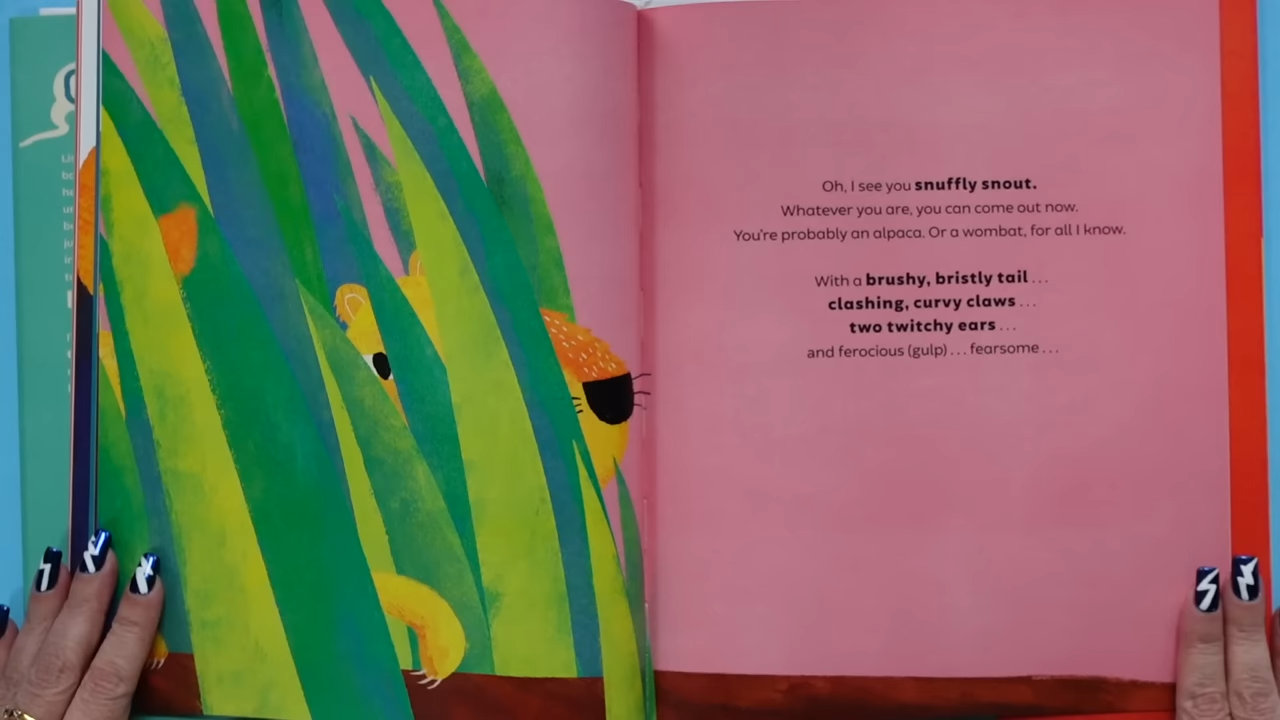 Oh, I see you snuffly snout.
Whatever you are, you can come out now.
You're probably an alpaca. Or a wombat, for all I know.
With a brushy, bristly tail . . .
clashing, curvy claws . . .
two twitchy ears . . .
and ferocious (gulp) . . . fearsome . . .